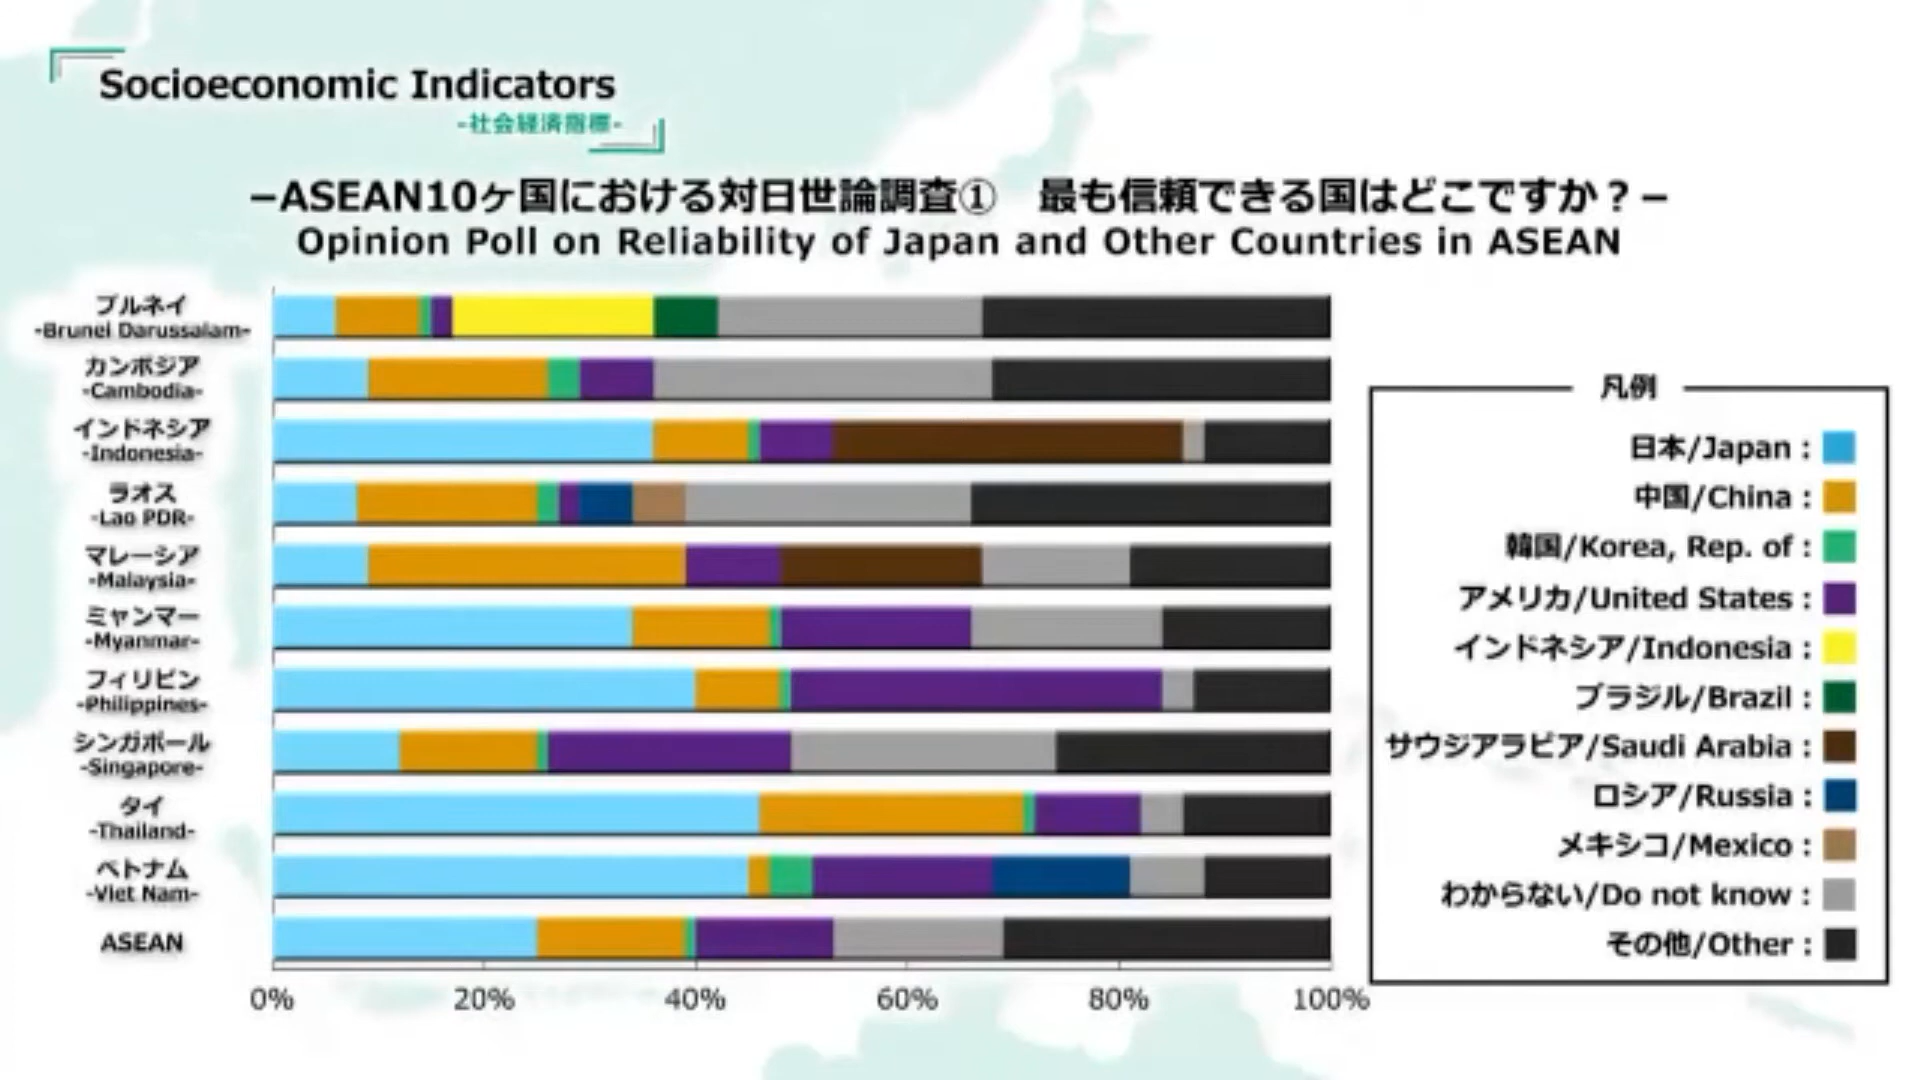 Socioeconomic Indicators
-社会経済指標-
−ASEAN10ヶ国における対日世論調査①　最も信頼できる国はどこですか？−
Opinion Poll on Reliability of Japan and Other Countries in ASEAN
ブルネイ
-Brunei Darussalam-
カンボジア
-Cambodia-
インドネシア
-Indonesia-
ラオス
-Lao PDR-
マレーシア
-Malaysia-
ミャンマー
-Myanmar-
フィリピン
-Philippines-
シンガポール
-Singapore-
タイ
-Thailand-
ベトナム
-Viet Nam-
ASEAN
0% 20% 40% 60% 80% 100%
凡例
日本/Japan :
中国/China :
韓国/Korea, Rep. of :
アメリカ/United States :
インドネシア/Indonesia :
ブラジル/Brazil :
サウジアラビア/Saudi Arabia :
ロシア/Russia :
メキシコ/Mexico :
わからない/Do not know :
その他/Other :